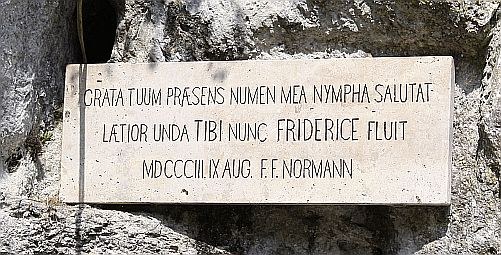 GRATA TUUM PRÆSENS NUMEN MEA NYMPHA SALUTAT
LÆTIOR UNDA TIBI NUNC FRIDERICE FLUIT
MDCCCIII.IX AUG. F.F. NORMANN